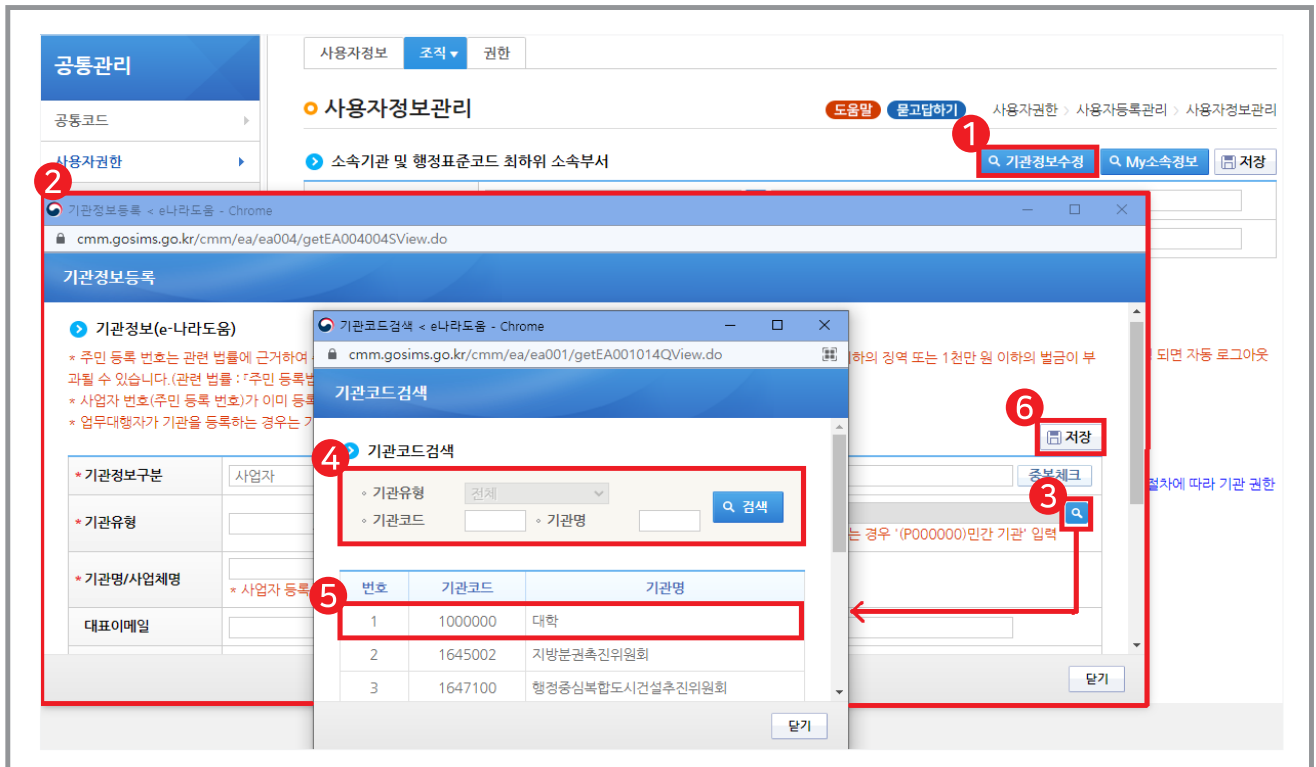 공통관리
공통코드
사용자권한
사용자정보 조직 권한
사용자정보관리
도움말 묻고답하기 사용자권한 > 사용자등록관리 > 사용자정보관리
소속기관 및 행정표준코드 최하위 소속부서
1
기관정보수정 My소속정보 저장
2
기관정보등록 < e나라도움 - Chrome
cmm.gosims.go.kr/cmm/ea/ea004/getEA004004SView.do
기관정보등록
기관정보(e-나라도움)
* 주민 등록 번호는 관련 법률에 근거하여
이하의 징역 또는 1천만 원 이하의 벌금이 부
과될 수 있습니다.(관련 법률 : 「주민 등록법
* 사업자 번호(주민 등록 번호)가 이미 등록
* 업무대행자가 기관을 등록하는 경우는 기
되면 자동 로그아웃
6
저장
* 기관정보구분 사업자 중복체크
절차에 따라 기관 권한
3
* 기관유형
는 경우 '(P000000)민간 기관' 입력
* 기관명/사업체명
* 사업자 등록
대표이메일
닫기
기관코드검색 < e나라도움 - Chrome
cmm.gosims.go.kr/cmm/ea/ea001/getEA001014QView.do
기관코드검색
기관코드검색
4
기관유형 전체
기관코드 기관명 검색
5
번호 기관코드 기관명
1 1000000 대학
2 1645002 지방분권촉진위원회
3 1647100 행정중심복합도시건설추진위원회
닫기